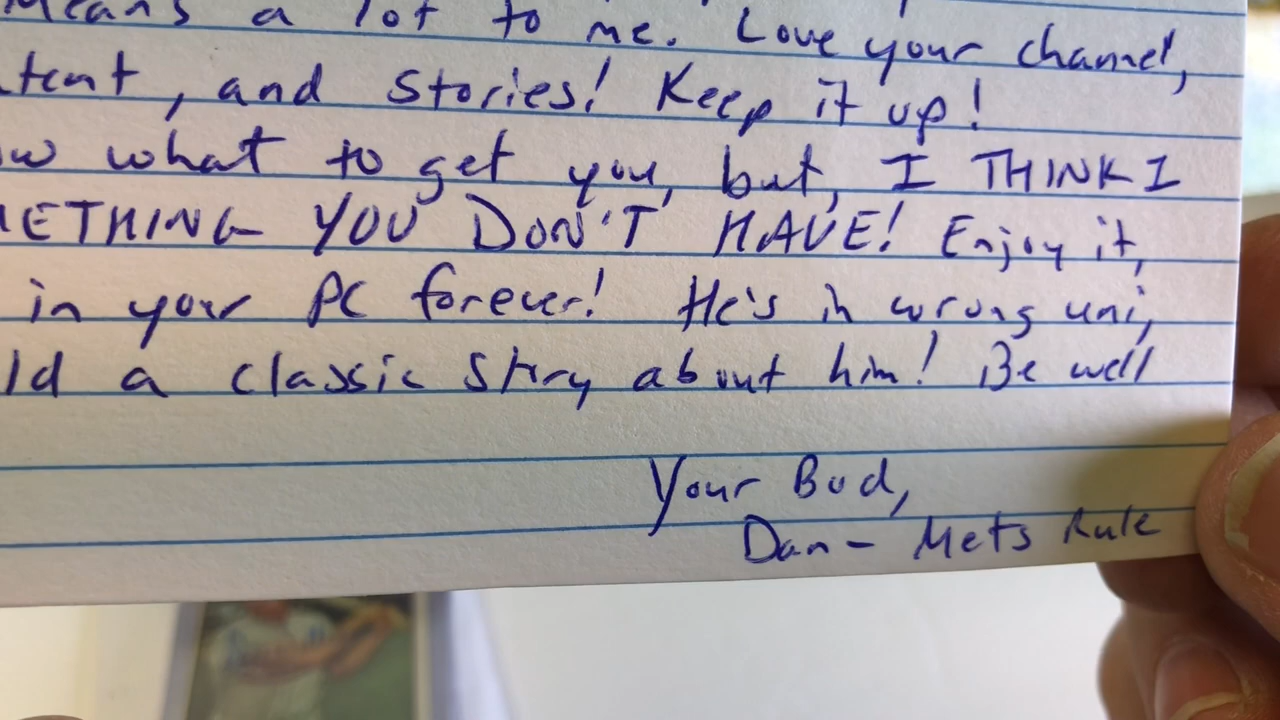 Means a lot to me. Love your channel,
tent, and stories! Keep it up!
ow what to get you, but, I THINK I
METHING YOU DON'T HAVE! Enjoy it,
in your PC forever! He's in wrong uni,
ld a classic story about him! Be well
Your Bud,
Dan - Mets Rule